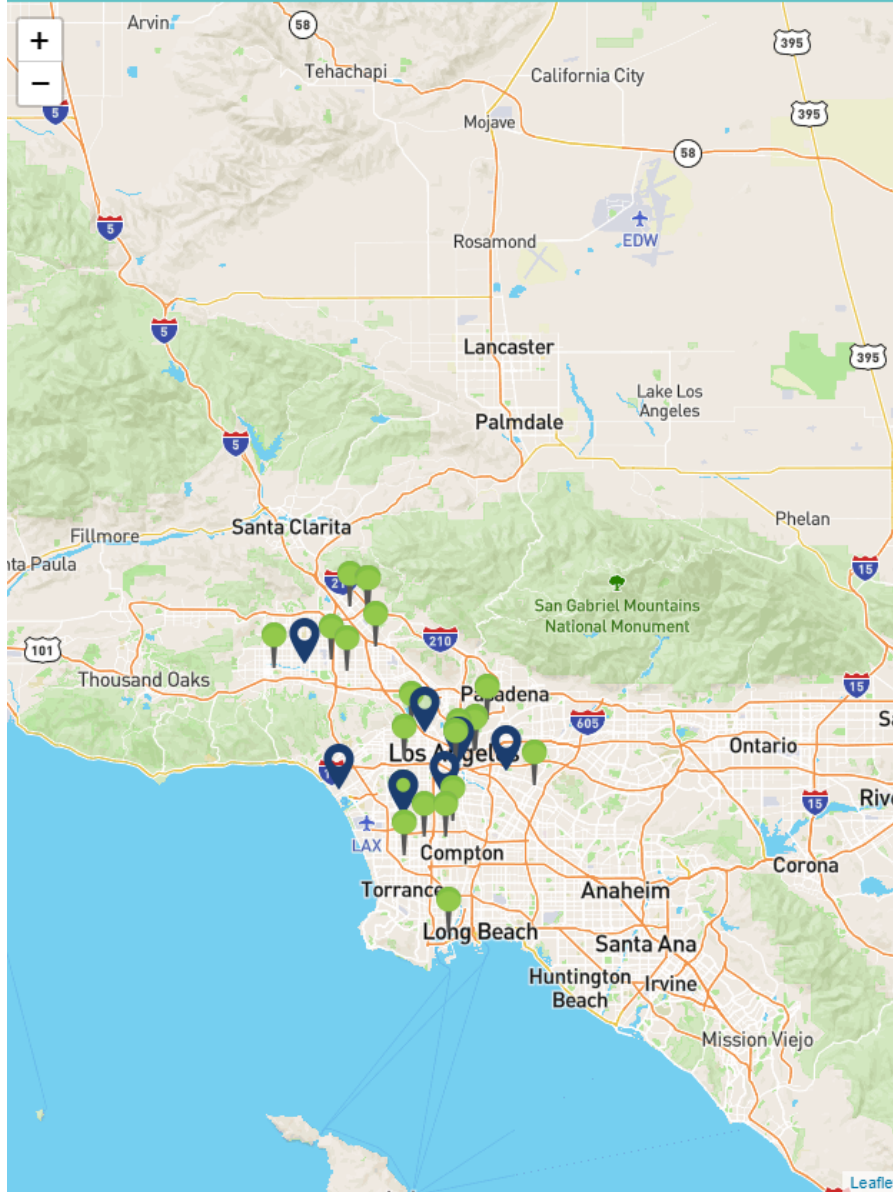 +
−
Arvin
58
395
Tehachapi
California City
5
Mojave
395
58
5
Rosamond
EDW
5
Lancaster
395
Lake Los
Angeles
Palmdale
5
Santa Clarita
Phelan
Fillmore
nta Paula
15
San Gabriel Mountains
National Monument
210
101
Thousand Oaks
15
Pasadena
605
Los Angeles
Ontario
15
Rive
LAX
Compton
Corona
Torrance
Anaheim
Long Beach
Santa Ana
Huntington
Beach
Irvine
Mission Viejo
Leafle